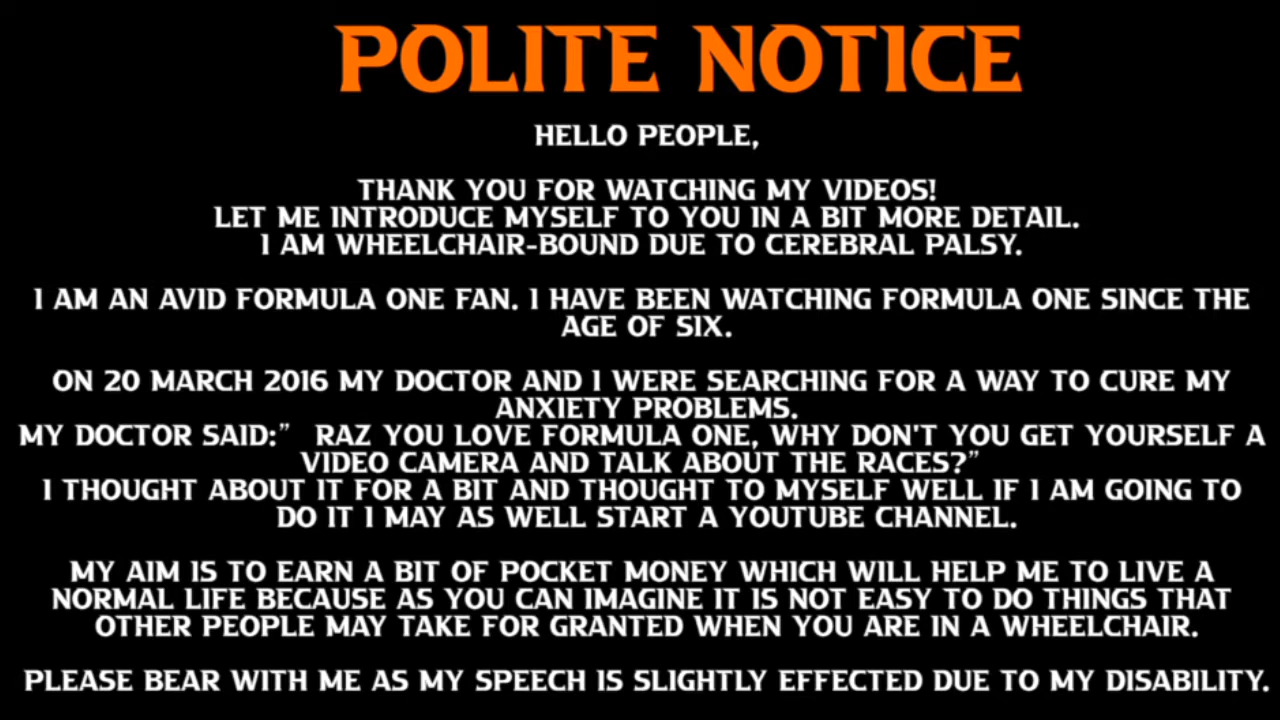 POLITE NOTICE
HELLO PEOPLE,
THANK YOU FOR WATCHING MY VIDEOS!
LET ME INTRODUCE MYSELF TO YOU IN A BIT MORE DETAIL.
I AM WHEELCHAIR-BOUND DUE TO CEREBRAL PALSY.
I AM AN AVID FORMULA ONE FAN. I HAVE BEEN WATCHING FORMULA ONE SINCE THE
AGE OF SIX.
ON 20 MARCH 2016 MY DOCTOR AND I WERE SEARCHING FOR A WAY TO CURE MY
ANXIETY PROBLEMS.
MY DOCTOR SAID:” RAZ YOU LOVE FORMULA ONE, WHY DON'T YOU GET YOURSELF A
VIDEO CAMERA AND TALK ABOUT THE RACES?”
I THOUGHT ABOUT IT FOR A BIT AND THOUGHT TO MYSELF WELL IF I AM GOING TO
DO IT I MAY AS WELL START A YOUTUBE CHANNEL.
MY AIM IS TO EARN A BIT OF POCKET MONEY WHICH WILL HELP ME TO LIVE A
NORMAL LIFE BECAUSE AS YOU CAN IMAGINE IT IS NOT EASY TO DO THINGS THAT
OTHER PEOPLE MAY TAKE FOR GRANTED WHEN YOU ARE IN A WHEELCHAIR.
PLEASE BEAR WITH ME AS MY SPEECH IS SLIGHTLY EFFECTED DUE TO MY DISABILITY.